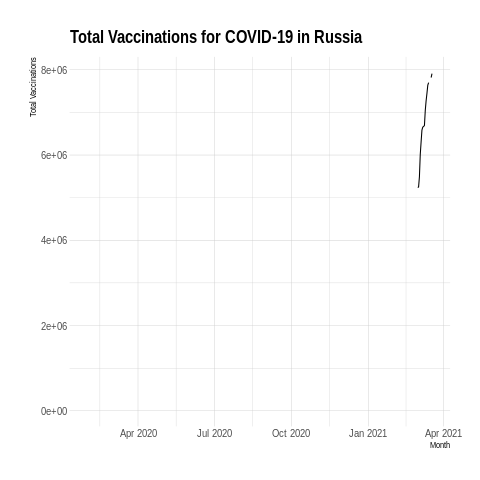 Total Vaccinations for COVID-19 in Russia
Total Vaccinations
8e+06
6e+06
4e+06
2e+06
0e+00
Apr 2020 Jul 2020 Oct 2020 Jan 2021 Apr 2021
Month